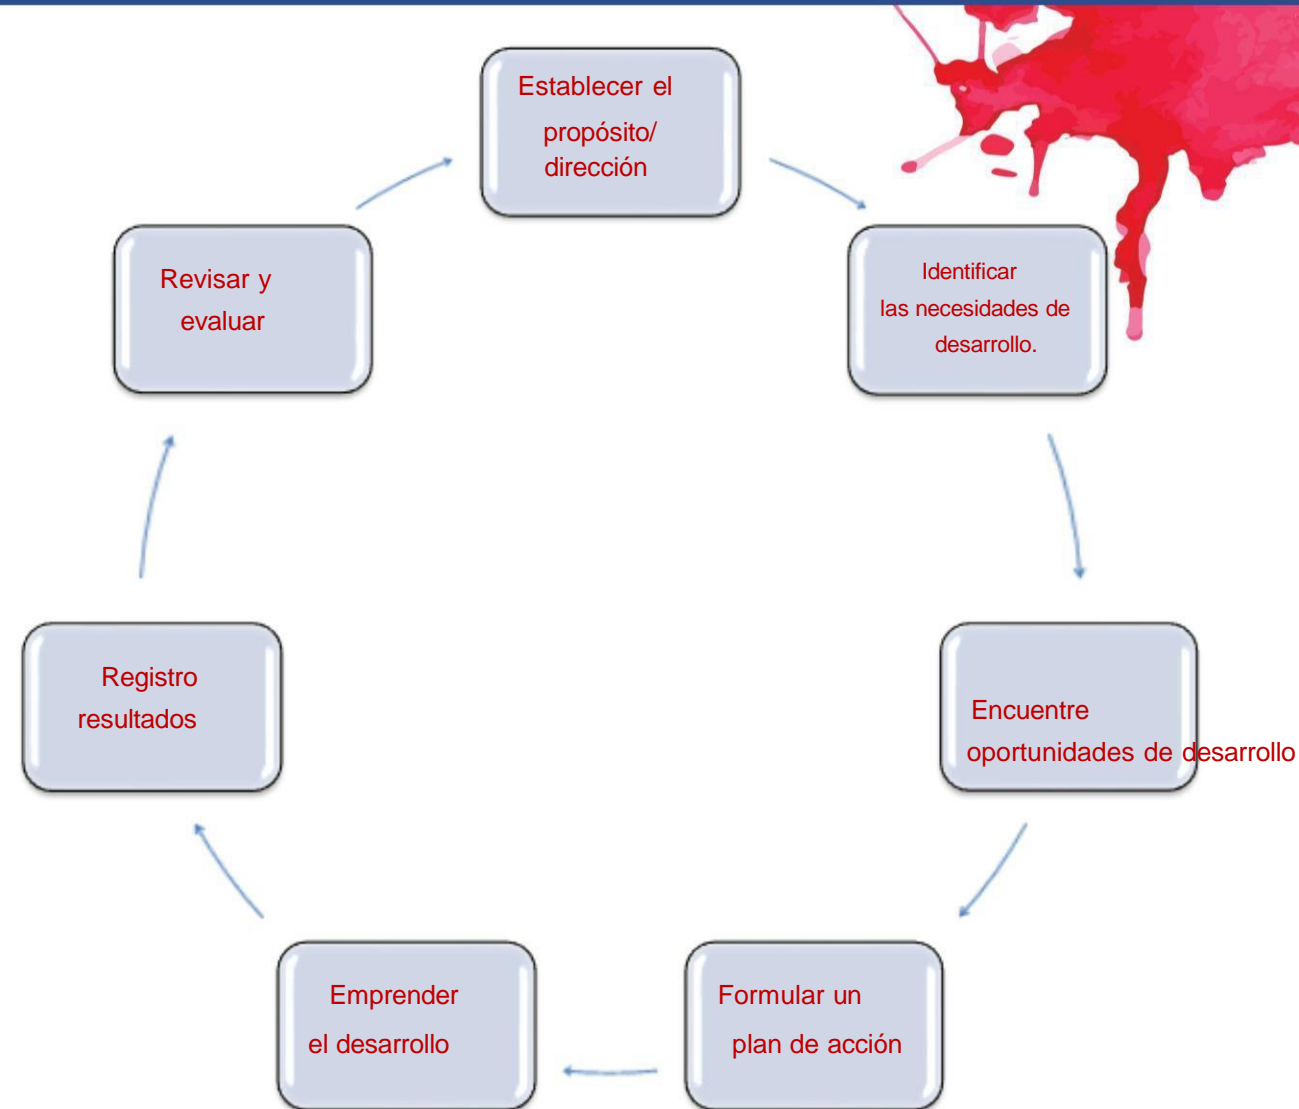 Establecer el
propósito/
dirección
Identificar
las necesidades de
desarrollo.
Encuentre
oportunidades de desarrollo
Formular un
plan de acción
Emprender
el desarrollo
Registro
resultados
Revisar y
evaluar